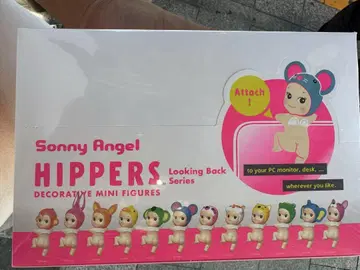 Attach !
Sonny Angel
HIPPERS
Looking Back
Series
DECORATIVE MINI FIGURES
to your PC monitor, desk, ...
wherever you like.